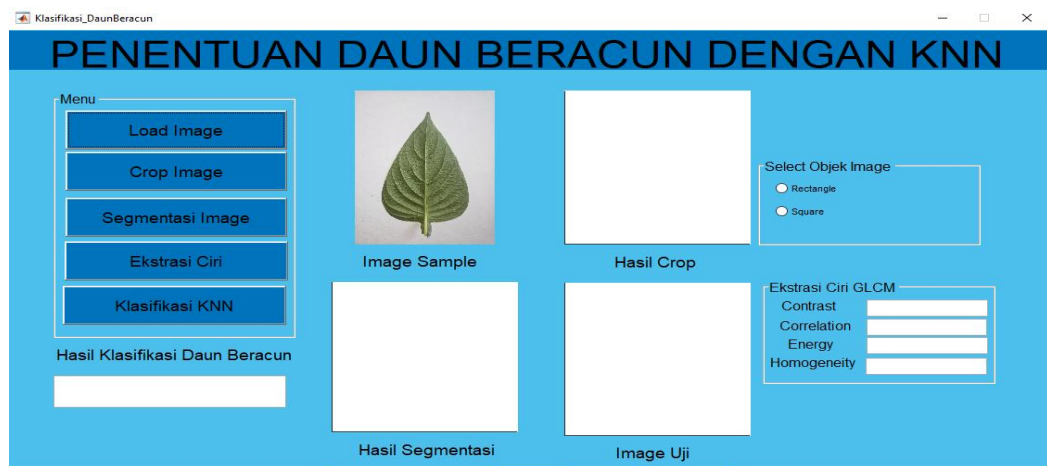 Klasifikasi_DaunBeracun
PENENTUAN DAUN BERACUN DENGAN KNN
Menu
Load Image
Crop Image
Segmentasi Image
Ekstrasi Ciri
Klasifikasi KNN
Hasil Klasifikasi Daun Beracun
Image Sample
Hasil Crop
Hasil Segmentasi
Image Uji
Select Objek Image
Rectangle
Square
Ekstrasi Ciri GLCM
Contrast
Correlation
Energy
Homogeneity